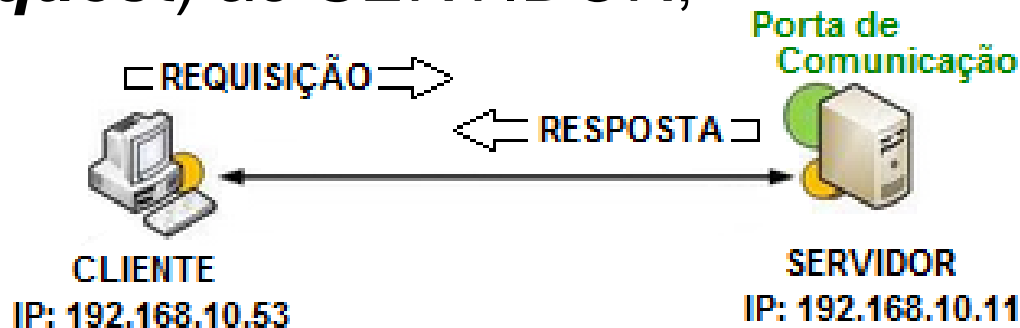 Porta de
Comunicação
REQUISIÇÃO
RESPOSTA
CLIENTE
IP: 192.168.10.53
SERVIDOR
IP: 192.168.10.11